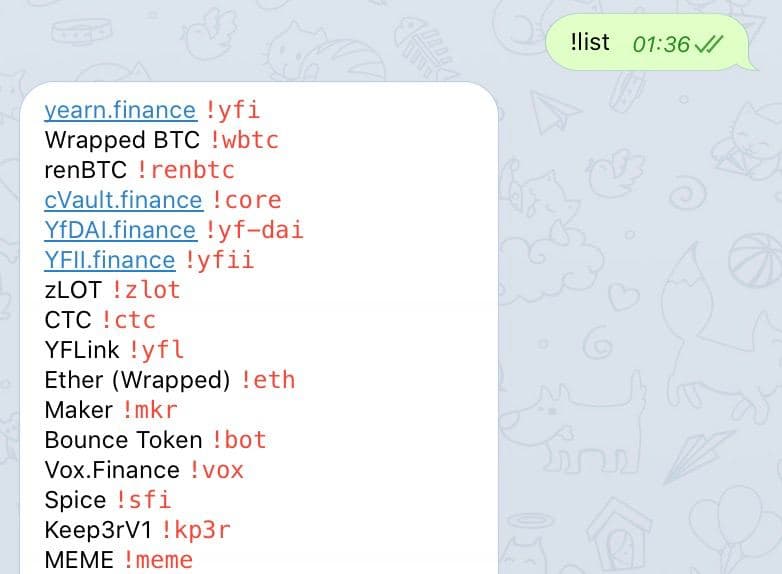 !list 01:36
yearn.finance !yfi
Wrapped BTC !wbtc
renBTC !renbtc
cVault.finance !core
YfDAI.finance !yf-dai
YFII.finance !yfii
zLOT !zlot
CTC !ctc
YFLink !yfl
Ether (Wrapped) !eth
Maker !mkr
Bounce Token !bot
Vox.Finance !vox
Spice !sfi
Keep3rV1 !kp3r
MEME !meme